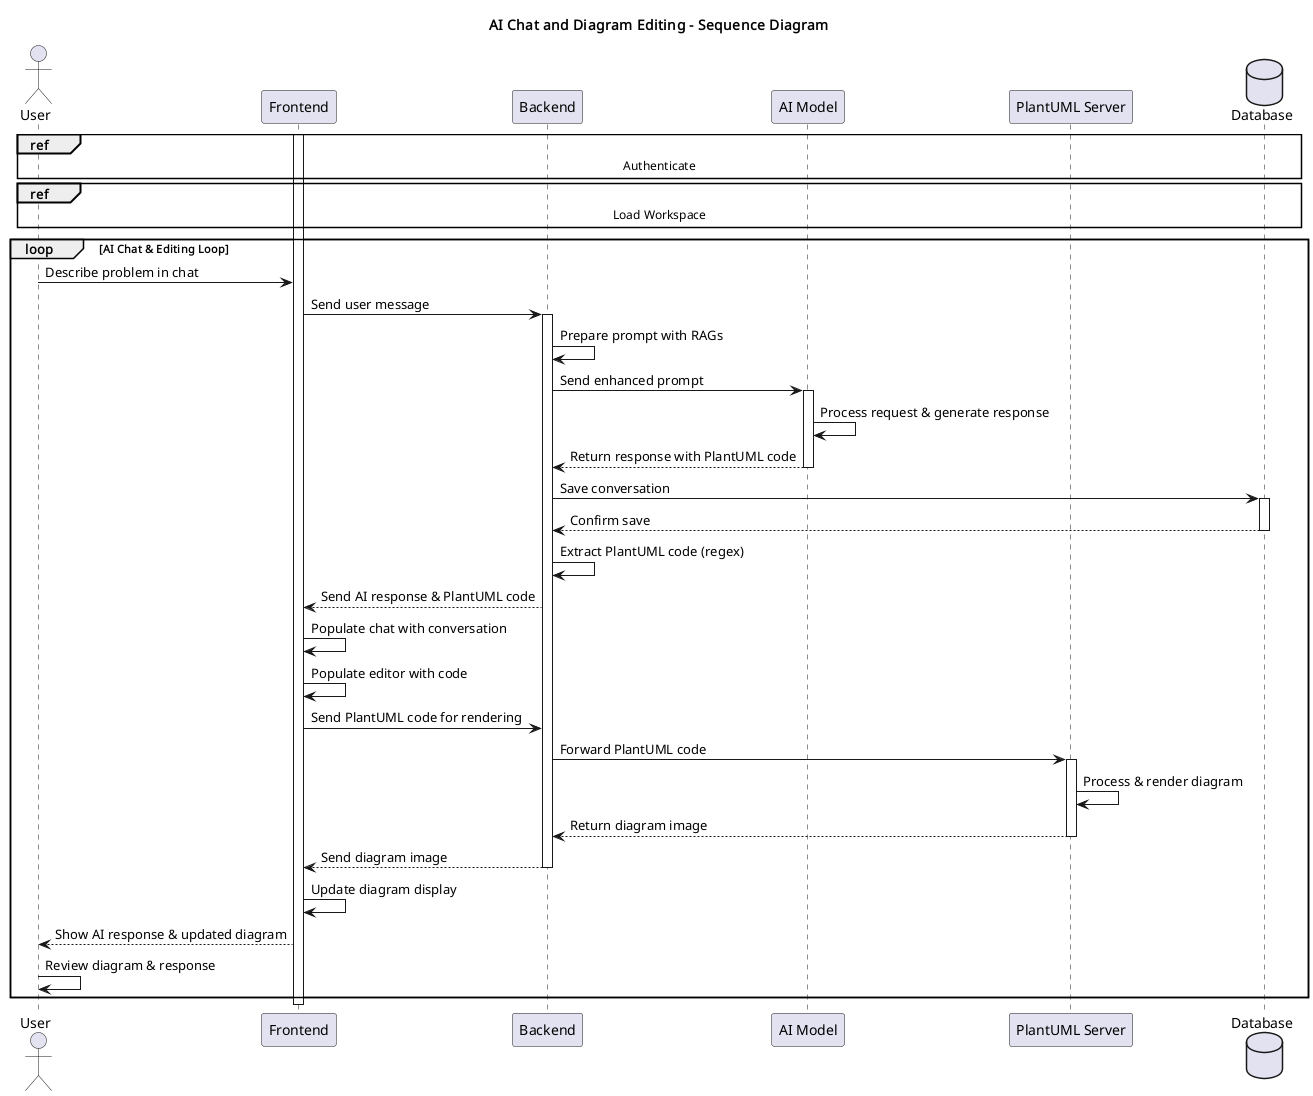 AI Chat and Diagram Editing - Sequence Diagram
User
Frontend
Backend
AI Model
PlantUML Server
Database
ref
Authenticate
ref
Load Workspace
loop [AI Chat & Editing Loop]
Describe problem in chat
Send user message
Prepare prompt with RAGs
Send enhanced prompt
Process request & generate response
Return response with PlantUML code
Save conversation
Confirm save
Extract PlantUML code (regex)
Send AI response & PlantUML code
Populate chat with conversation
Populate editor with code
Send PlantUML code for rendering
Forward PlantUML code
Process & render diagram
Return diagram image
Send diagram image
Update diagram display
Show AI response & updated diagram
Review diagram & response
User
Frontend
Backend
AI Model
PlantUML Server
Database